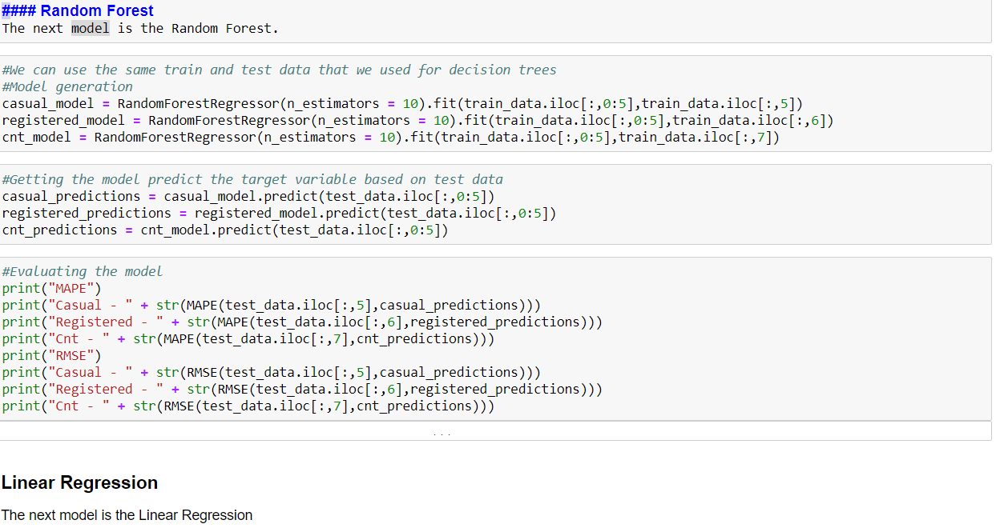 #### Random Forest
The next model is the Random Forest.
#We can use the same train and test data that we used for decision trees
#Model generation
casual_model = RandomForestRegressor(n_estimators = 10).fit(train_data.iloc[:,0:5],train_data.iloc[:,5])
registered_model = RandomForestRegressor(n_estimators = 10).fit(train_data.iloc[:,0:5],train_data.iloc[:,6])
cnt_model = RandomForestRegressor(n_estimators = 10).fit(train_data.iloc[:,0:5],train_data.iloc[:,7])
#Getting the model predict the target variable based on test data
casual_predictions = casual_model.predict(test_data.iloc[:,0:5])
registered_predictions = registered_model.predict(test_data.iloc[:,0:5])
cnt_predictions = cnt_model.predict(test_data.iloc[:,0:5])
#Evaluating the model
print("MAPE")
print("Casual - " + str(MAPE(test_data.iloc[:,5],casual_predictions)))
print("Registered - " + str(MAPE(test_data.iloc[:,6],registered_predictions)))
print("Cnt - " + str(MAPE(test_data.iloc[:,7],cnt_predictions)))
print("RMSE")
print("Casual - " + str(RMSE(test_data.iloc[:,5],casual_predictions)))
print("Registered - " + str(RMSE(test_data.iloc[:,6],registered_predictions)))
print("Cnt - " + str(RMSE(test_data.iloc[:,7],cnt_predictions)))
...
Linear Regression
The next model is the Linear Regression